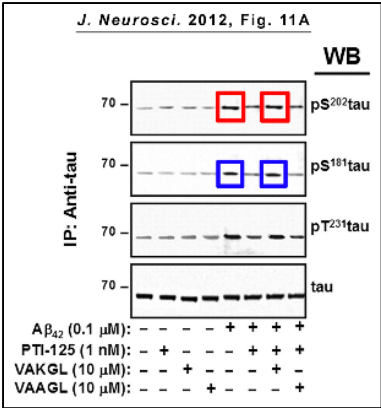 J. Neurosci. 2012, Fig. 11A
WB
70 – pS202tau
70 – pS181tau
IP: Anti-tau
pT231tau
70 – tau
Aβ42 (0.1 μM): – – – – + + + +
PTI-125 (1 nM): – + – – – + + +
VAKGL (10 μM): – – + – – – + –
VAAGL (10 μM): – – – + – – – +